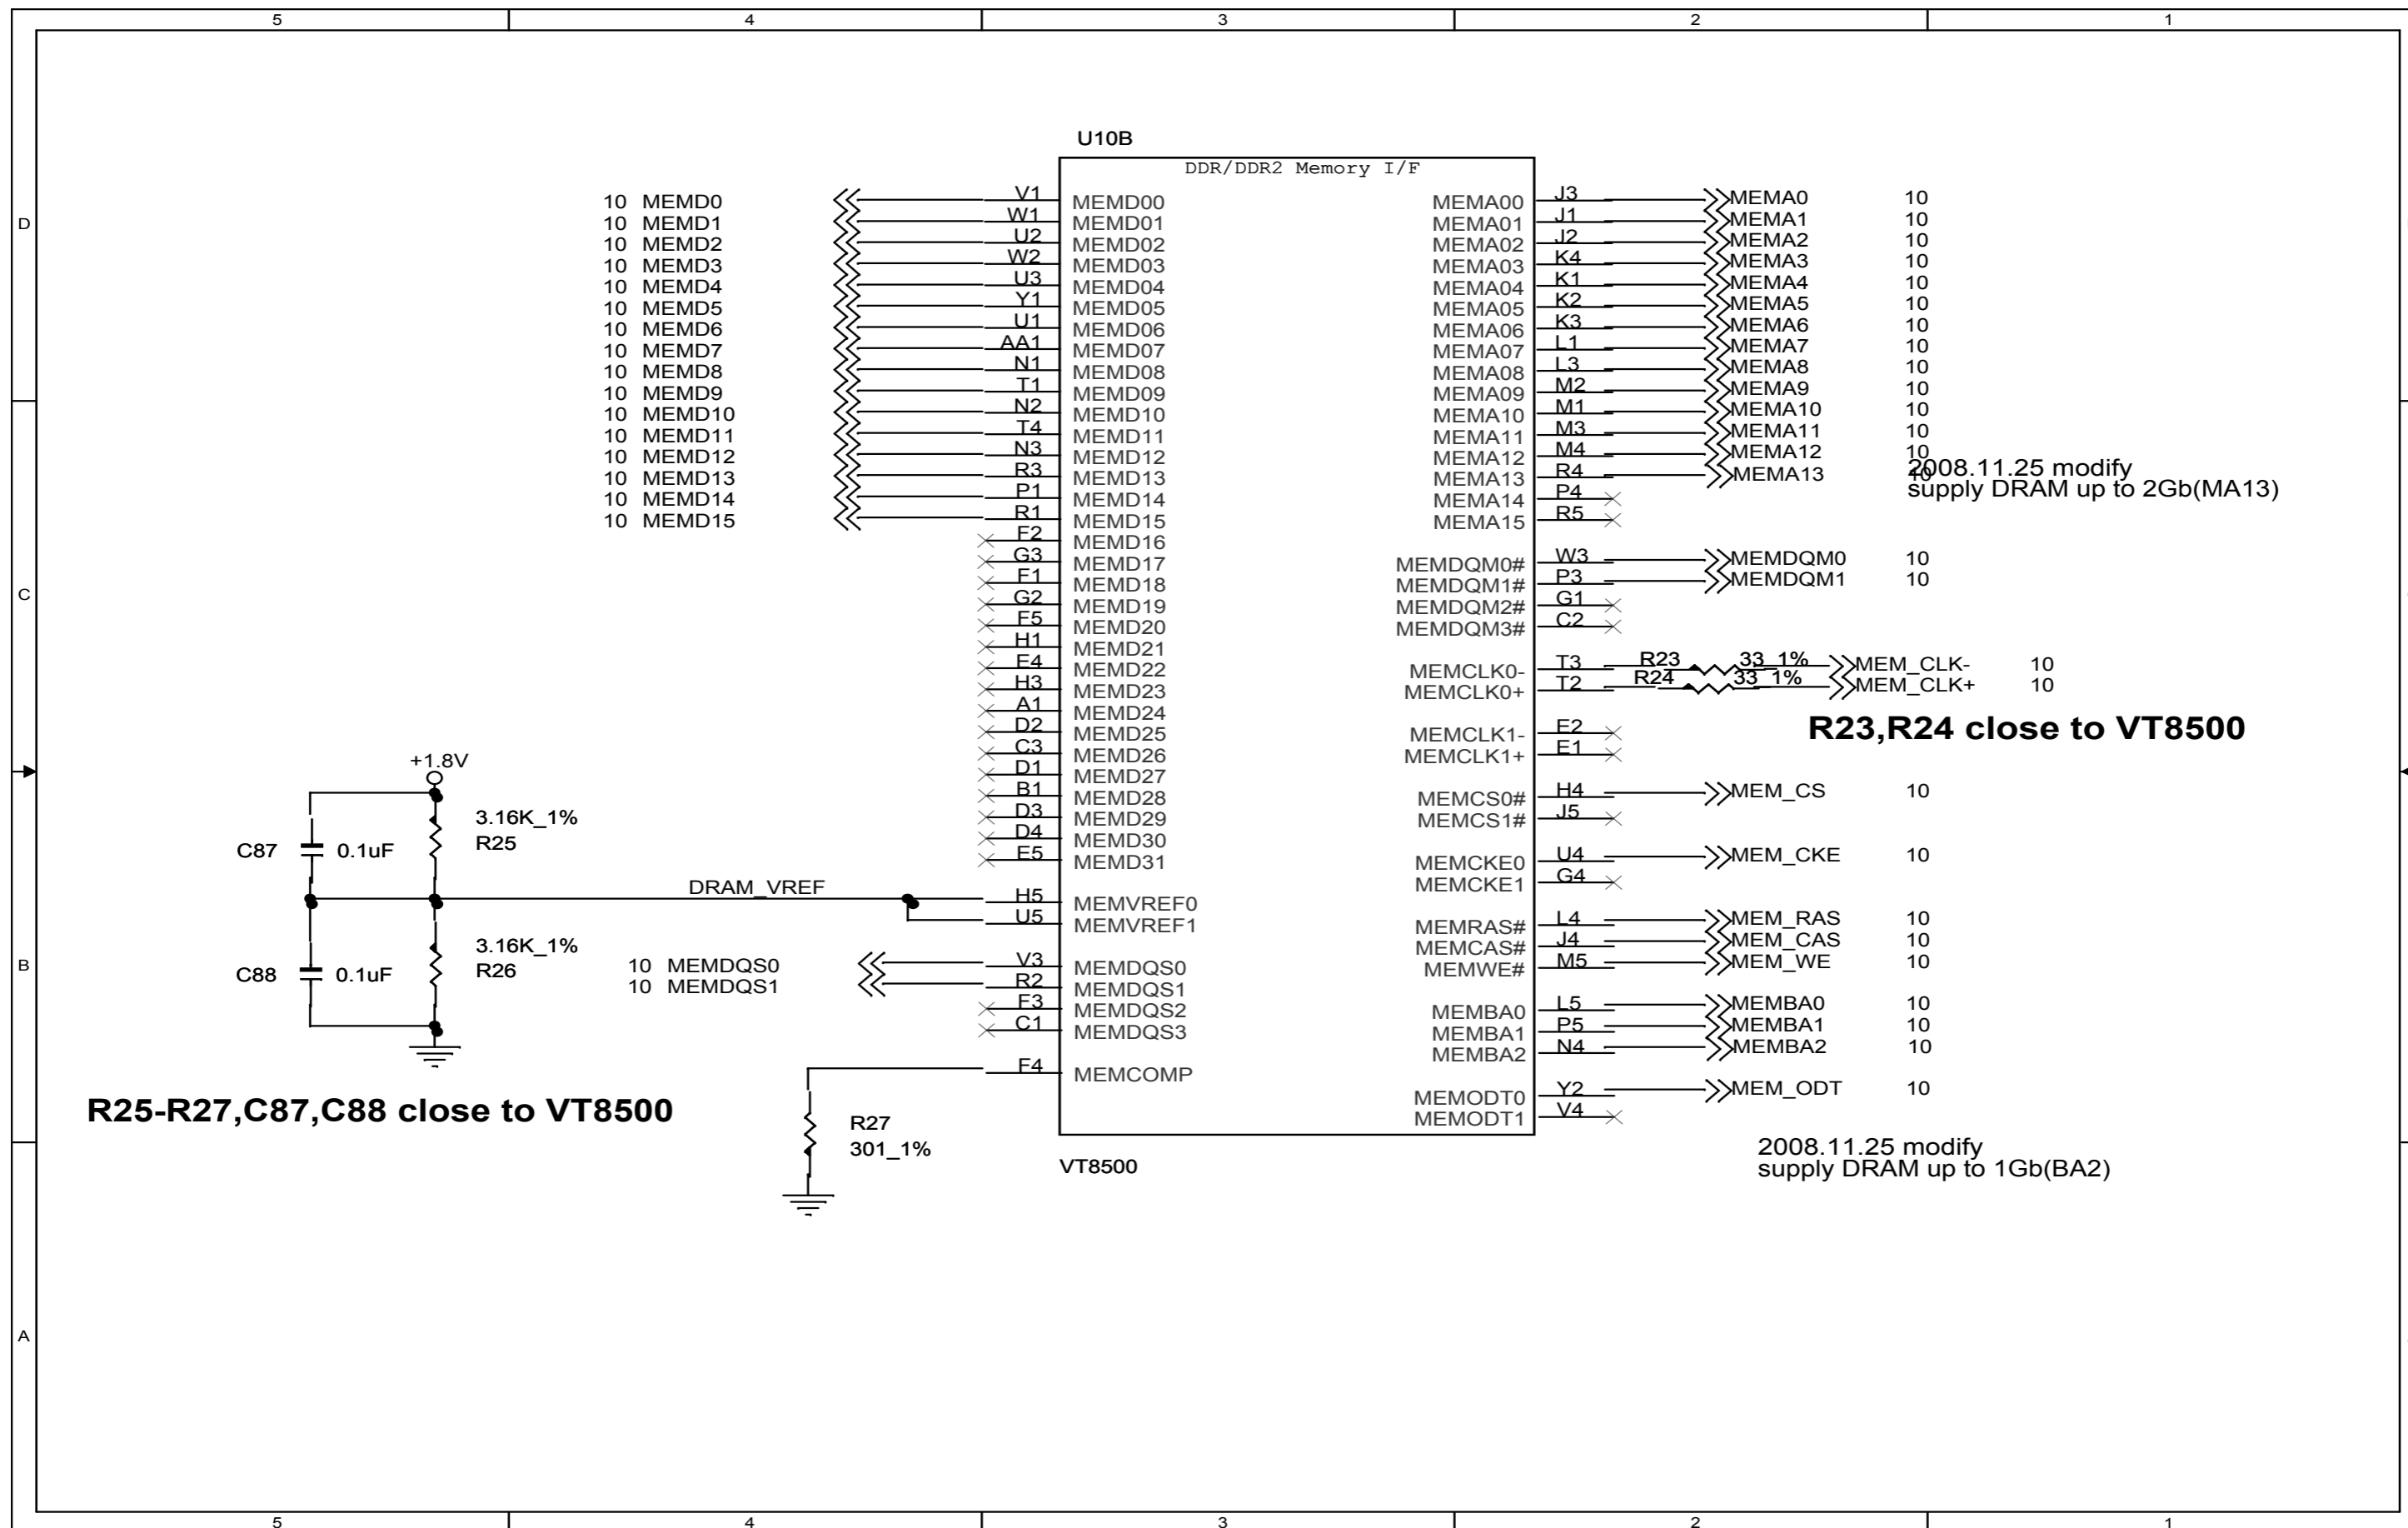 5 4 3 2 1
U10B
DDR/DDR2 Memory I/F
10 MEMD0 V1 MEMD00 MEMA00 J3 MEMA0 10
10 MEMD1 W1 MEMD01 MEMA01 J1 MEMA1 10
D
10 MEMD2 U2 MEMD02 MEMA02 J2 MEMA2 10
10 MEMD3 W2 MEMD03 MEMA03 K4 MEMA3 10
10 MEMD4 U3 MEMD04 MEMA04 K1 MEMA4 10
10 MEMD5 Y1 MEMD05 MEMA05 K2 MEMA5 10
10 MEMD6 U1 MEMD06 MEMA06 K3 MEMA6 10
10 MEMD7 AA1 MEMD07 MEMA07 L1 MEMA7 10
10 MEMD8 N1 MEMD08 MEMA08 L3 MEMA8 10
10 MEMD9 T1 MEMD09 MEMA09 M2 MEMA9 10
10 MEMD10 N2 MEMD10 MEMA10 M1 MEMA10 10
10 MEMD11 T4 MEMD11 MEMA11 M3 MEMA11 10
10 MEMD12 N3 MEMD12 MEMA12 M4 MEMA12 10
10 MEMD13 R3 MEMD13 MEMA13 R4 MEMA13 10
2008.11.25 modify
supply DRAM up to 2Gb(MA13)
10 MEMD14 P1 MEMD14 MEMA14 P4
10 MEMD15 R1 MEMD15 MEMA15 R5
F2 MEMD16
G3 MEMD17 MEMDQM0# W3 MEMDQM0 10
F1 MEMD18 MEMDQM1# P3 MEMDQM1 10
C
G2 MEMD19 MEMDQM2# G1
F5 MEMD20 MEMDQM3# C2
H1 MEMD21
E4 MEMD22 MEMCLK0- T3 R23 33_1% MEM_CLK- 10
H3 MEMD23 MEMCLK0+ T2 R24 33_1% MEM_CLK+ 10
A1 MEMD24
R23,R24 close to VT8500
D2 MEMD25 MEMCLK1- E2
C3 MEMD26 MEMCLK1+ E1
+1.8V
D1 MEMD27
B1 MEMD28 MEMCS0# H4 MEM_CS 10
3.16K_1%
D3 MEMD29 MEMCS1# J5
R25
D4 MEMD30
C87 0.1uF
E5 MEMD31 MEMCKE0 U4 MEM_CKE 10
MEMCKE1 G4
DRAM_VREF
H5 MEMVREF0
U5 MEMVREF1 MEMRAS# L4 MEM_RAS 10
MEMCAS# J4 MEM_CAS 10
3.16K_1%
R26
B
10 MEMDQS0 V3 MEMDQS0 MEMWE# M5 MEM_WE 10
C88 0.1uF
10 MEMDQS1 R2 MEMDQS1
F3 MEMDQS2 MEMBA0 L5 MEMBA0 10
C1 MEMDQS3 MEMBA1 P5 MEMBA1 10
MEMBA2 N4 MEMBA2 10
F4 MEMCOMP
MEMODT0 Y2 MEM_ODT 10
MEMODT1 V4
R25-R27,C87,C88 close to VT8500
R27
301_1%
VT8500
2008.11.25 modify
supply DRAM up to 1Gb(BA2)
A
5 4 3 2 1